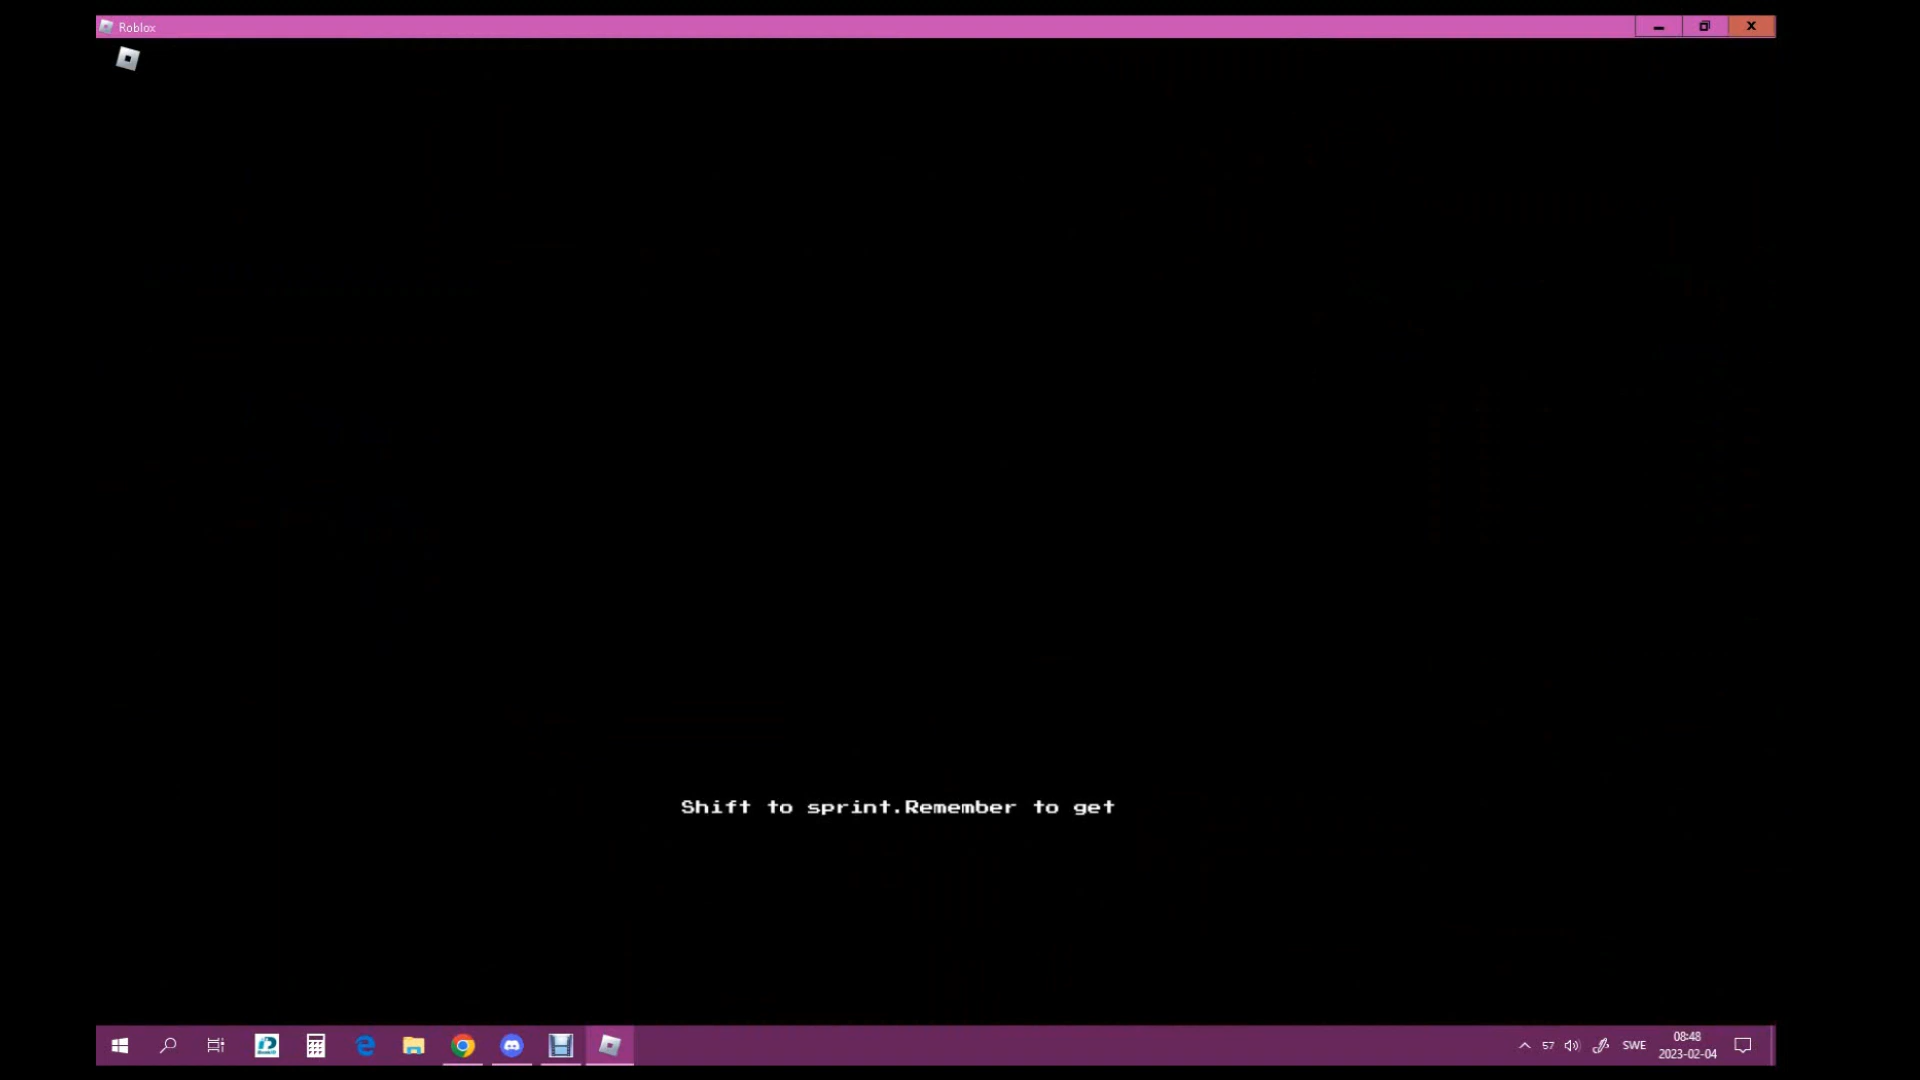 Roblox
Shift to sprint.Remember to get
57
SWE
08:48
2023-02-04